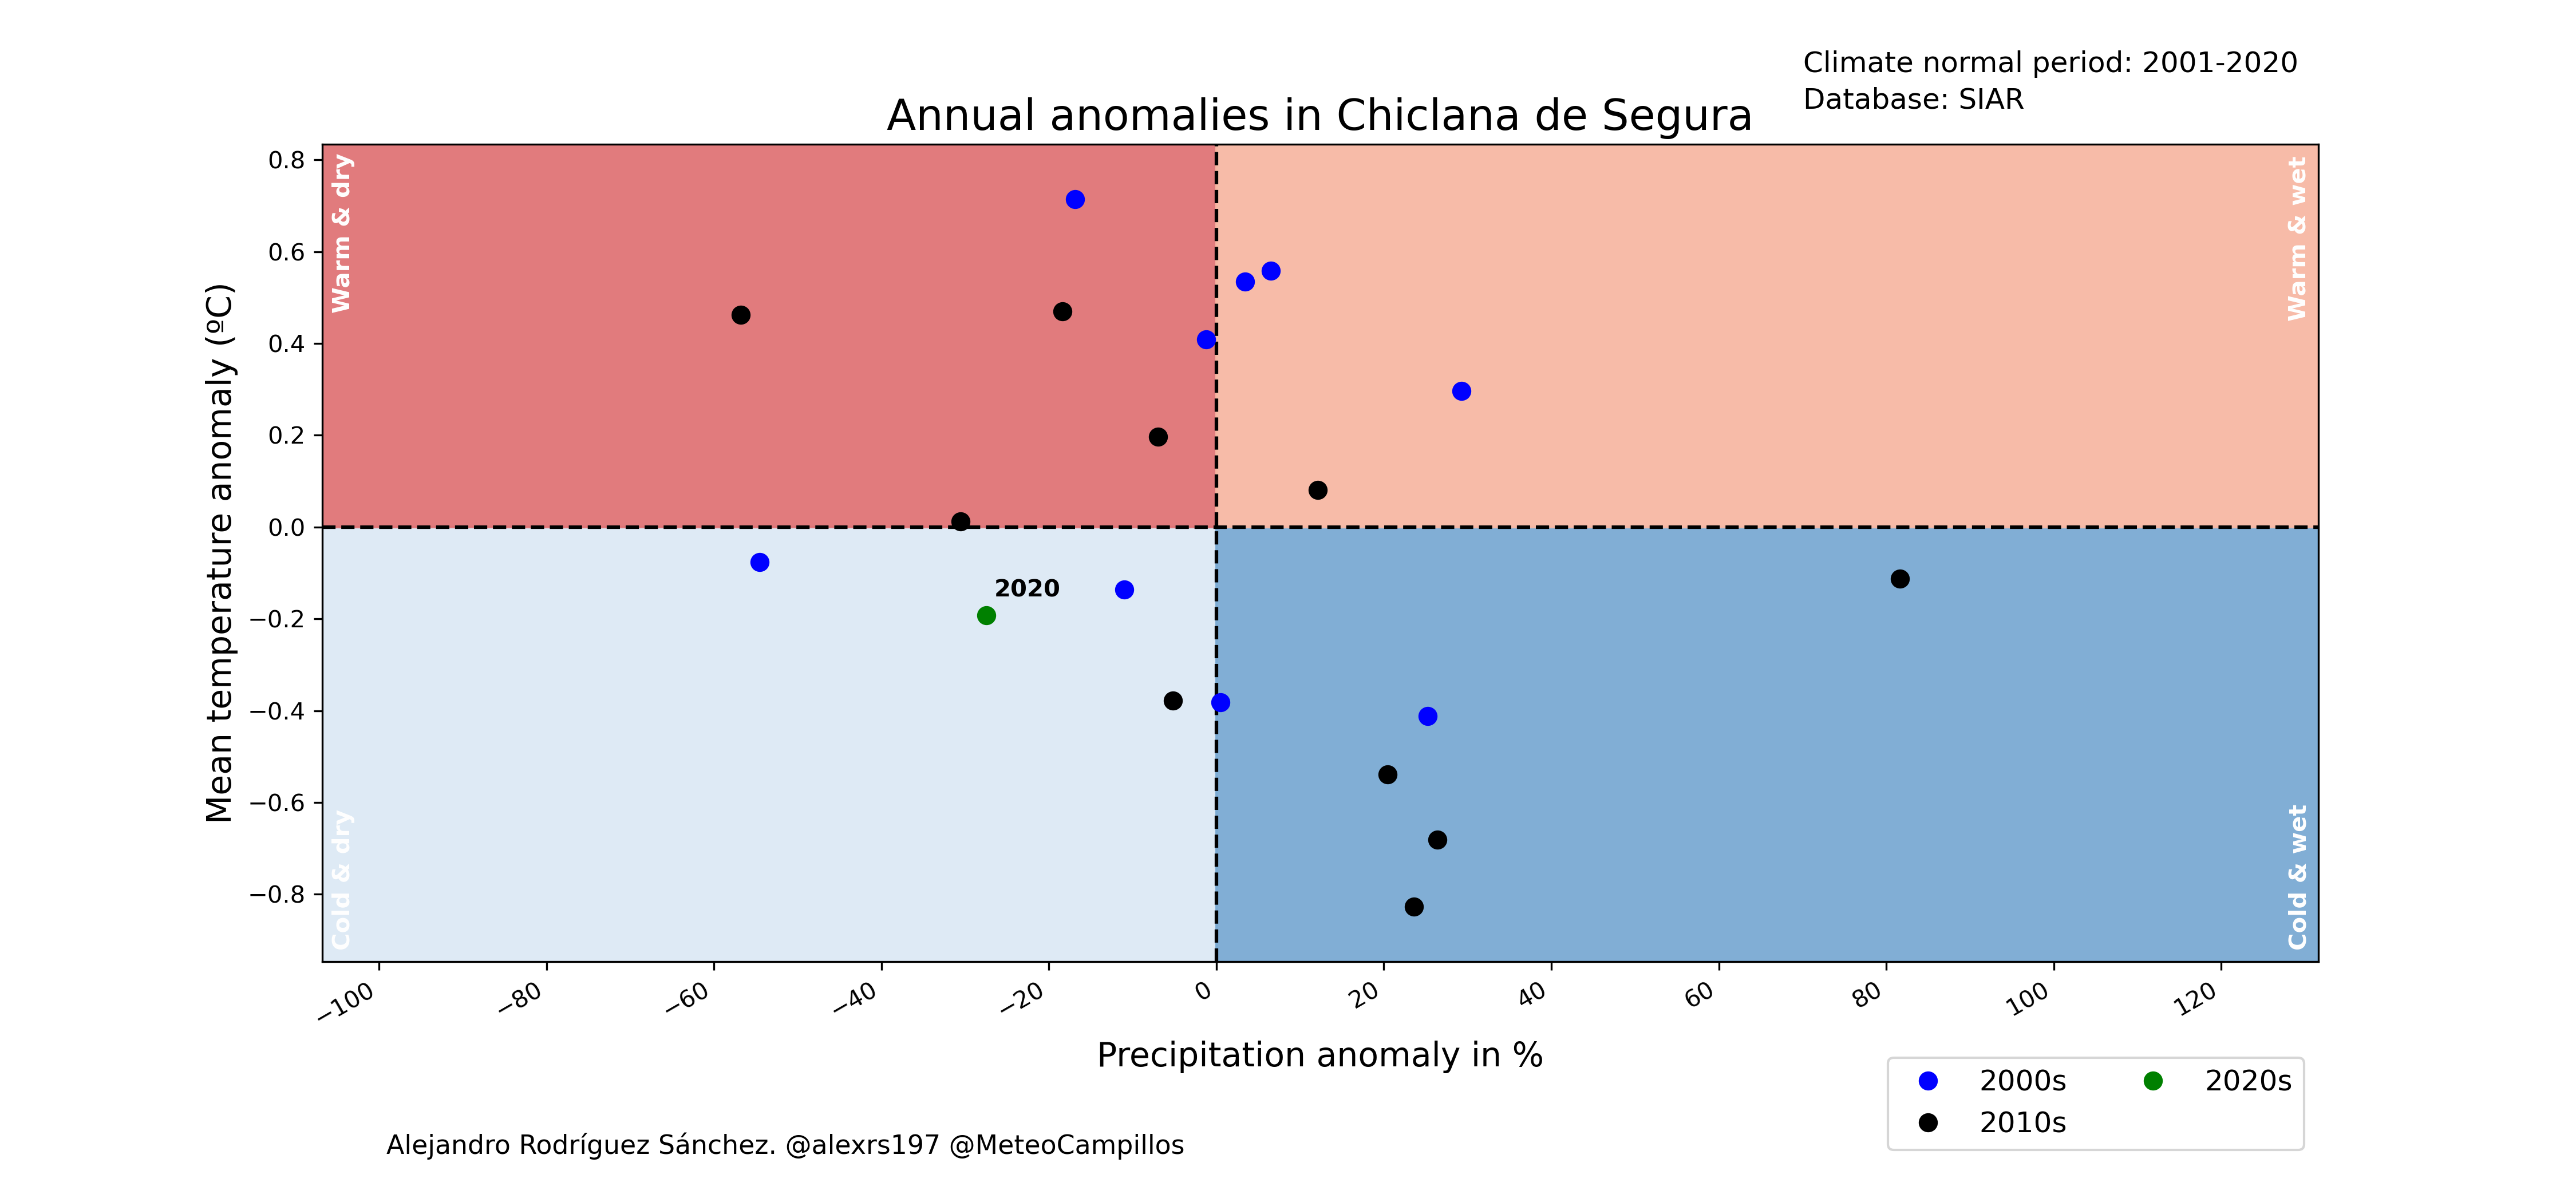 Climate normal period: 2001-2020
Database: SIAR
Annual anomalies in Chiclana de Segura
Warm & dry
Warm & wet
Cold & dry
Cold & wet
2020
Mean temperature anomaly (ºC)
0.8
0.6
0.4
0.2
0.0
−0.2
−0.4
−0.6
−0.8
−100
−80
−60
−40
−20
0
20
40
60
80
100
120
Precipitation anomaly in %
2000s
2010s
2020s
Alejandro Rodríguez Sánchez. @alexrs197 @MeteoCampillos